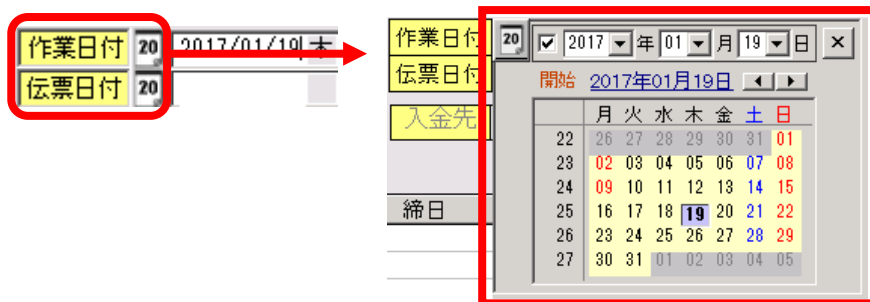 作業日付 20 2017/01/19 木
伝票日付 20
作業日付 20 2017 年 01 月 19 日 ×
伝票日付
開始 2017年01月19日
入金先
月 火 水 木 金 土 日
22 26 27 28 29 30 31 01
23 02 03 04 05 06 07 08
24 09 10 11 12 13 14 15
締日
25 16 17 18 19 20 21 22
26 23 24 25 26 27 28 29
27 30 31 01 02 03 04 05